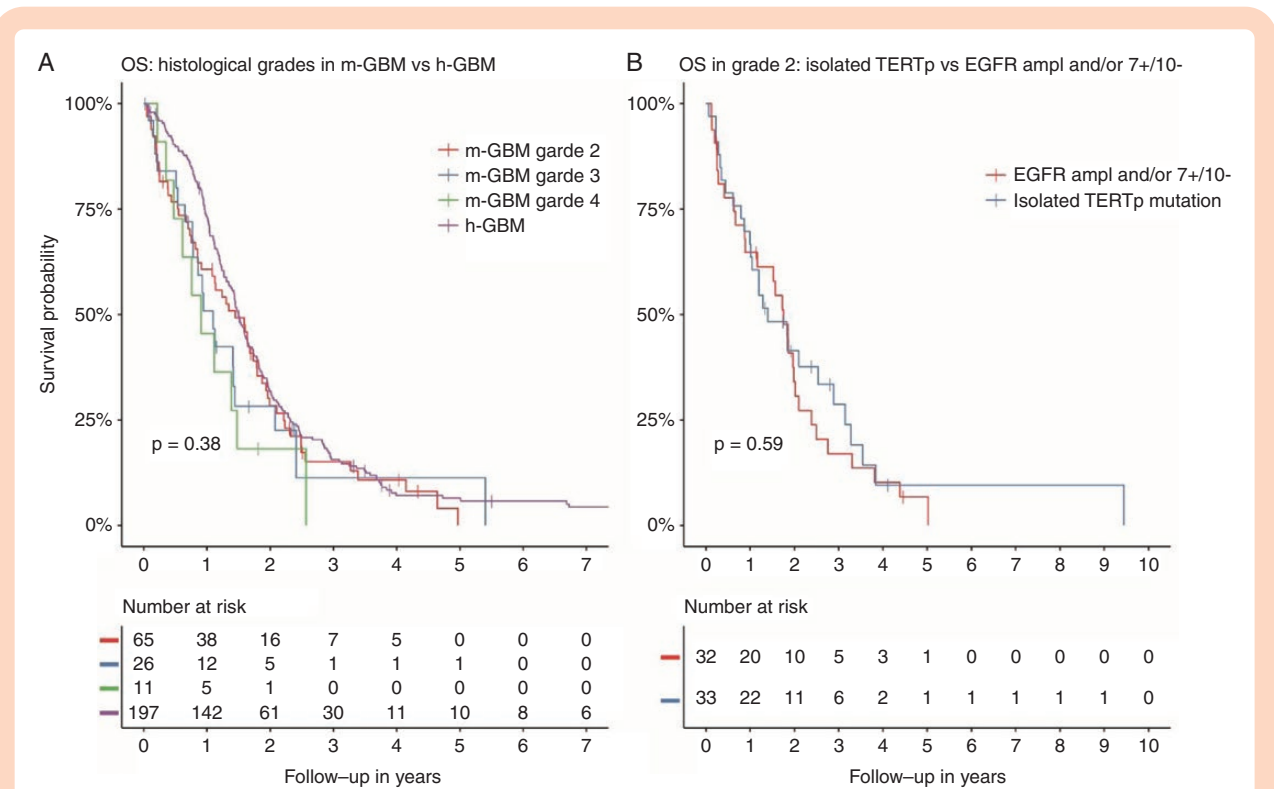 A OS: histological grades in m-GBM vs h-GBM
100%
75%
50%
25%
0%
Survival probability
m-GBM garde 2
m-GBM garde 3
m-GBM garde 4
h-GBM
p = 0.38
0 1 2 3 4 5 6 7
Number at risk
65 38 16 7 5 0 0 0
26 12 5 1 1 1 0 0
11 5 1 0 0 0 0 0
197 142 61 30 11 10 8 6
0 1 2 3 4 5 6 7
Follow–up in years
B OS in grade 2: isolated TERTp vs EGFR ampl and/or 7+/10-
100%
75%
50%
25%
0%
EGFR ampl and/or 7+/10-
Isolated TERTp mutation
p = 0.59
0 1 2 3 4 5 6 7 8 9 10
Number at risk
32 20 10 5 3 1 0 0 0 0 0
33 22 11 6 2 1 1 1 1 1 0
0 1 2 3 4 5 6 7 8 9 10
Follow–up in years